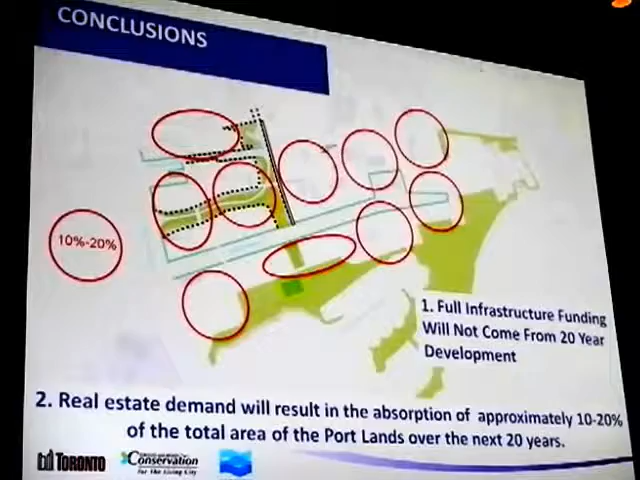 CONCLUSIONS
10%-20%
1. Full Infrastructure Funding
Will Not Come From 20 Year
Development
2. Real estate demand will result in the absorption of approximately 10-20%
of the total area of the Port Lands over the next 20 years.
TORONTO
Conservation
for The Living City